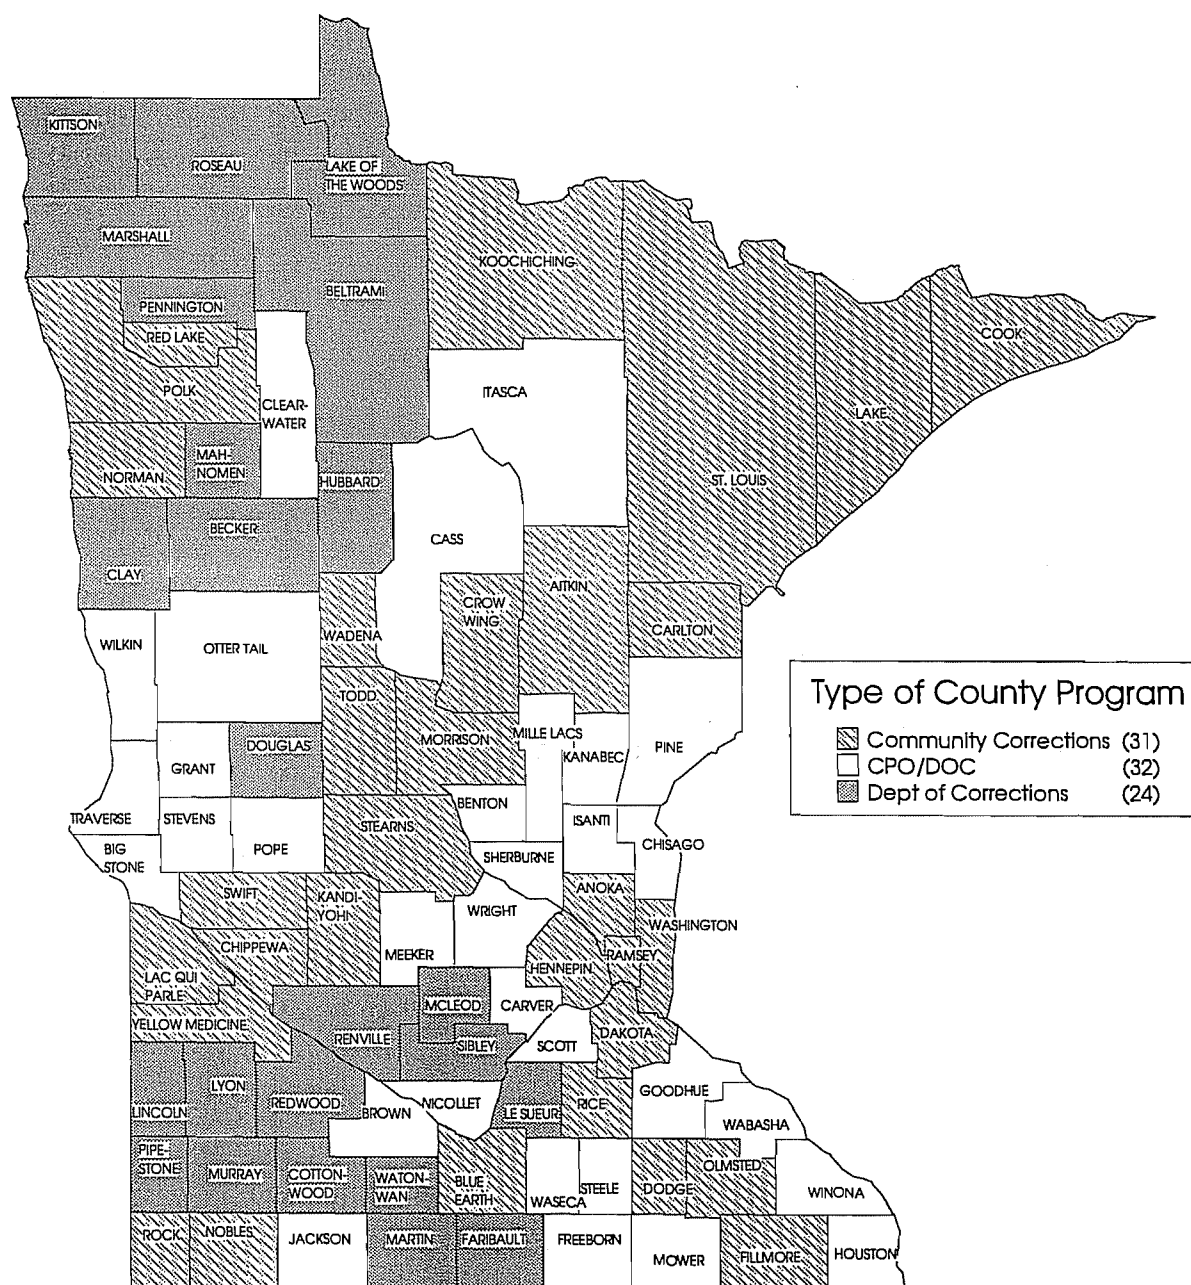 KITTSON
ROSEAU
LAKE OF
THE WOODS
MARSHALL
KOOCHICHING
BELTRAMI
PENNINGTON
RED LAKE
COOK
POLK
CLEAR-
WATER
ITASCA
LAKE
MAH-
NOMEN
NORMAN
HUBBARD
ST. LOUIS
BECKER
CASS
CLAY
AITKIN
CROW
WING
WADENA
CARLTON
WILKIN
OTTER TAIL
TODD
Type of County Program
Community Corrections (31)
CPO/DOC (32)
Dept of Corrections (24)
DOUGLAS
MORRISON
MILLE LACS
KANABEC
PINE
GRANT
BENTON
TRAVERSE
STEVENS
STEARNS
ISANTI
CHISAGO
BIG
STONE
POPE
SHERBURNE
SWIFT
KANDI-
YOHI
ANOKA
WRIGHT
WASHINGTON
CHIPPEWA
MEEKER
RAMSEY
HENNEPIN
LAC QUI
PARLE
MCLEOD
CARVER
YELLOW MEDICINE
RENVILLE
SIBLEY
SCOTT
DAKOTA
LYON
GOODHUE
LINCOLN
REDWOOD
BROWN
NICOLLET
LE SUEUR
RICE
WABASHA
PIPE-
STONE
MURRAY
COTTON-
WOOD
WATON-
WAN
BLUE
EARTH
WASECA
STEELE
DODGE
OLMSTED
WINONA
ROCK
NOBLES
JACKSON
MARTIN
FARIBAULT
FREEBORN
MOWER
FILLMORE
HOUSTON